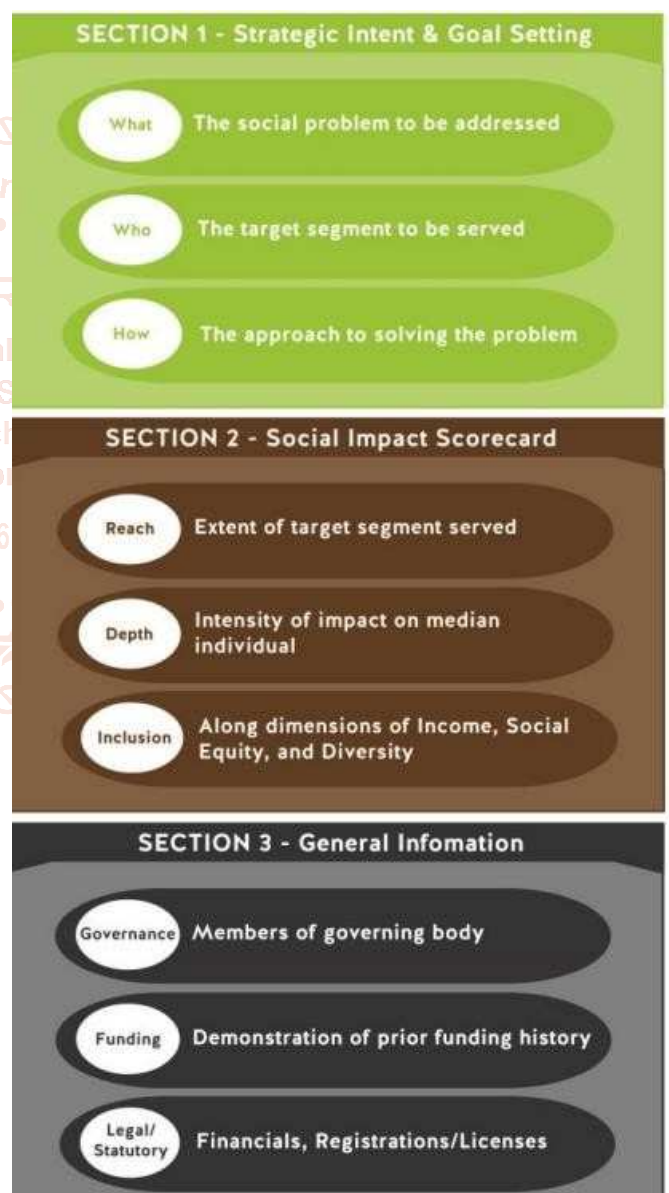 SECTION 1 - Strategic Intent & Goal Setting
What
The social problem to be addressed
Who
The target segment to be served
How
The approach to solving the problem
SECTION 2 - Social Impact Scorecard
Reach
Extent of target segment served
Depth
Intensity of impact on median
individual
Inclusion
Along dimensions of Income, Social
Equity, and Diversity
SECTION 3 - General Infomation
Governance
Members of governing body
Funding
Demonstration of prior funding history
Legal/
Statutory
Financials, Registrations/Licenses